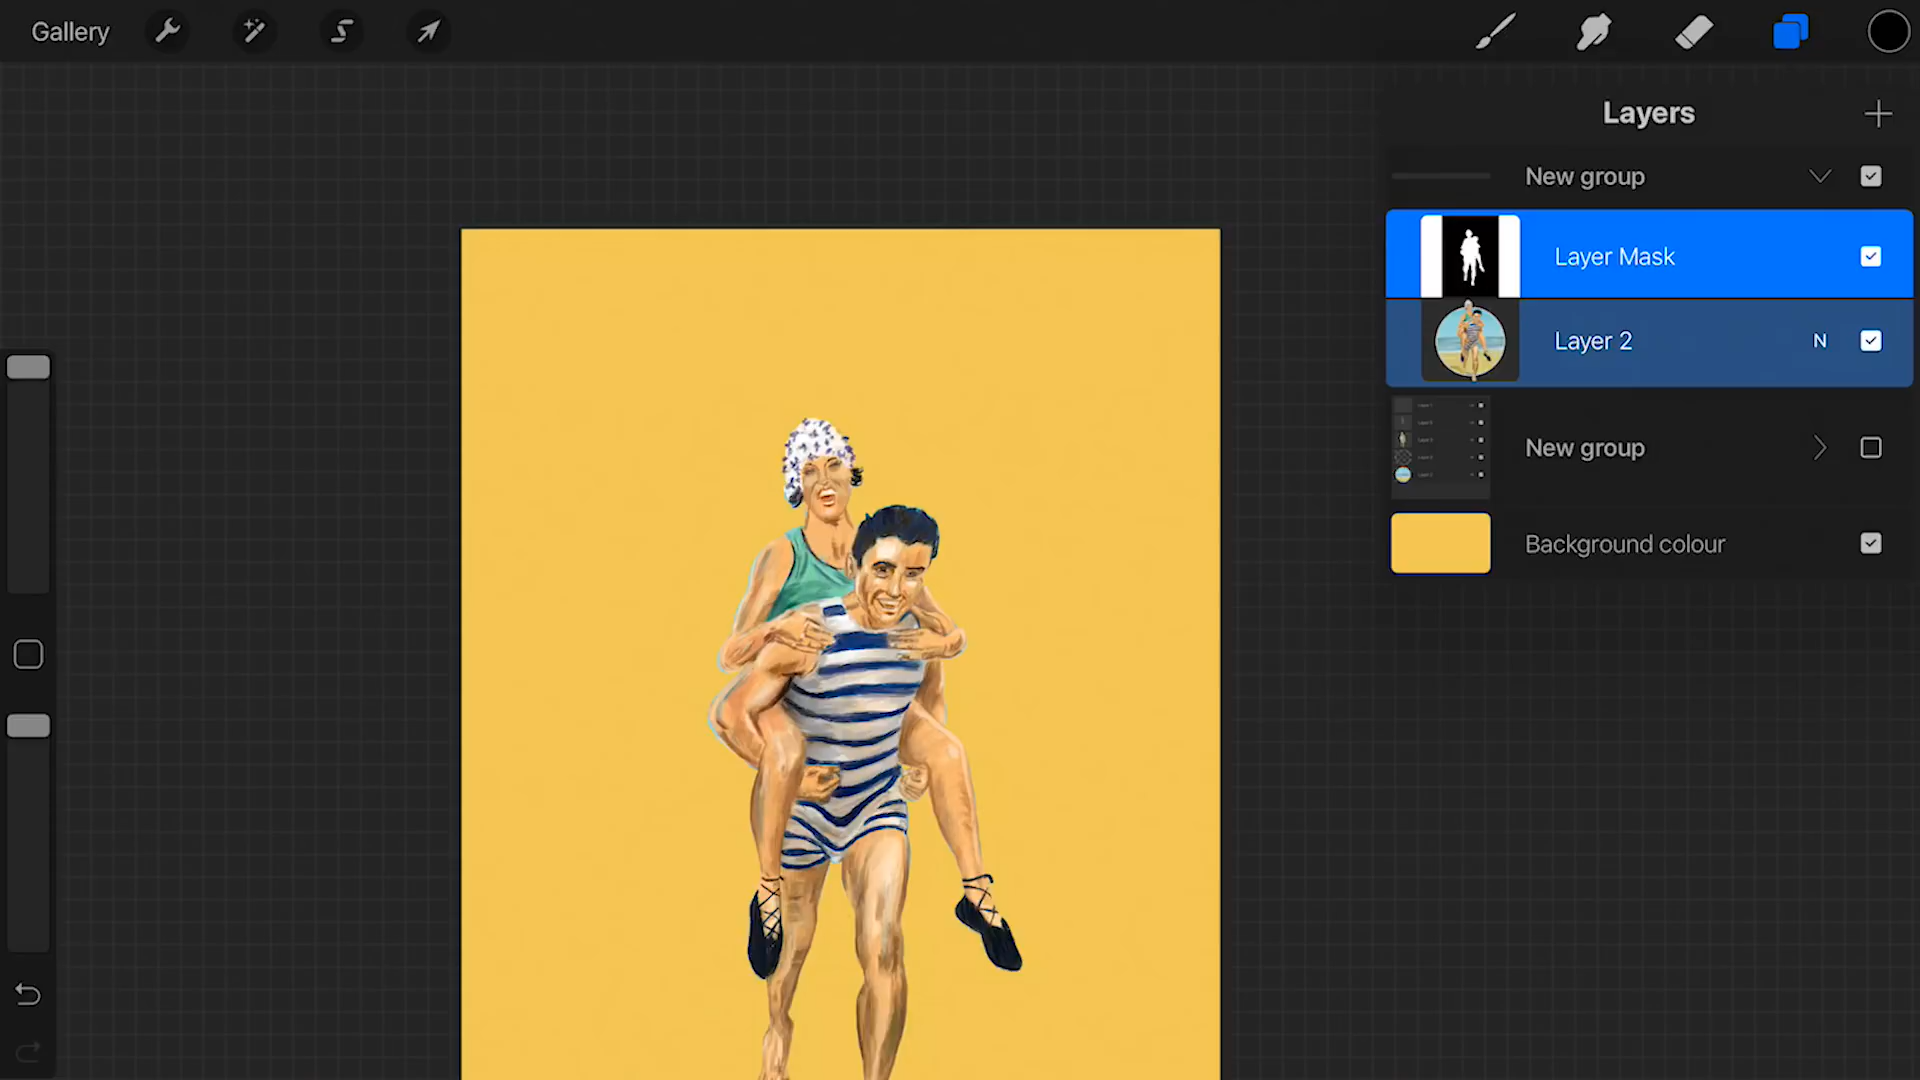 Gallery
Layers
New group
Layer Mask
Layer 2
N
New group
Background colour